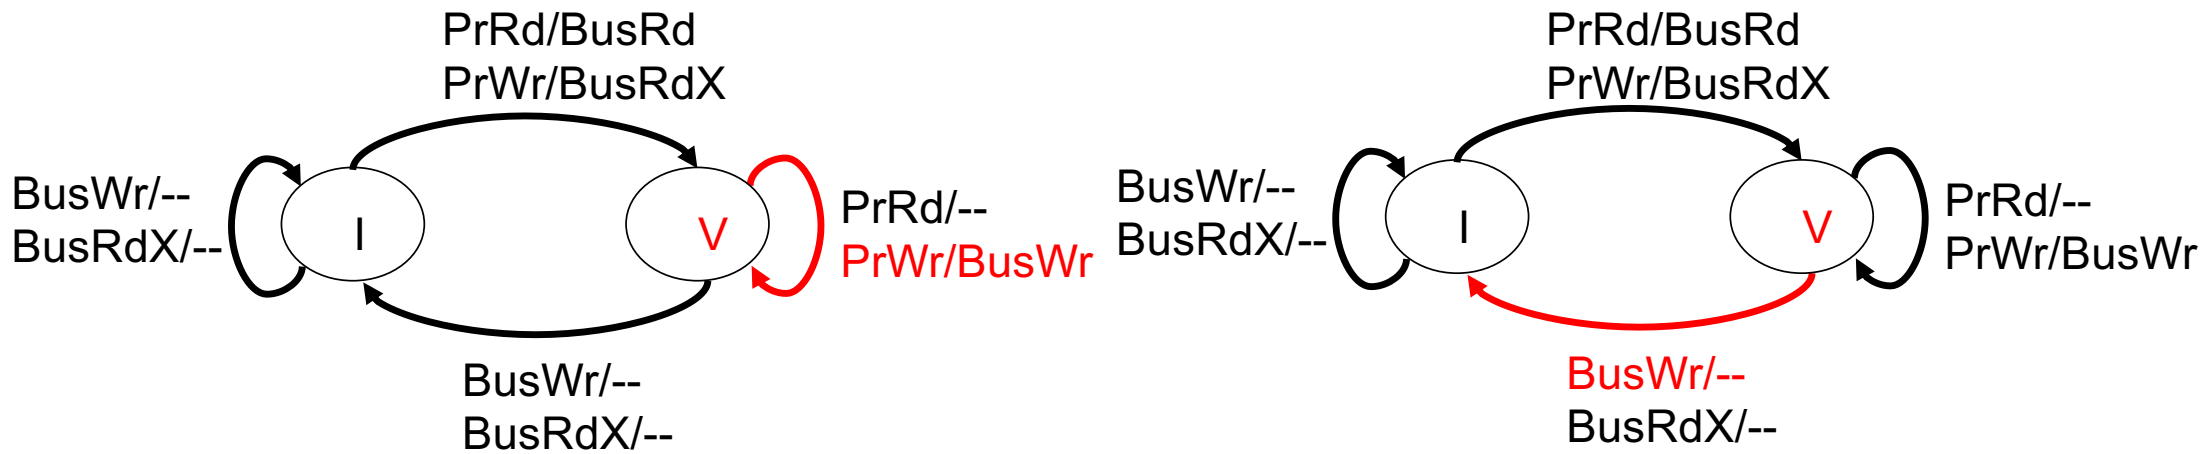 PrRd/BusRd
PrWr/BusRdX
BusWr/--
BusRdX/--
I
V
PrRd/--
PrWr/BusWr
BusWr/--
BusRdX/--
PrRd/BusRd
PrWr/BusRdX
BusWr/--
BusRdX/--
I
V
PrRd/--
PrWr/BusWr
BusWr/--
BusRdX/--